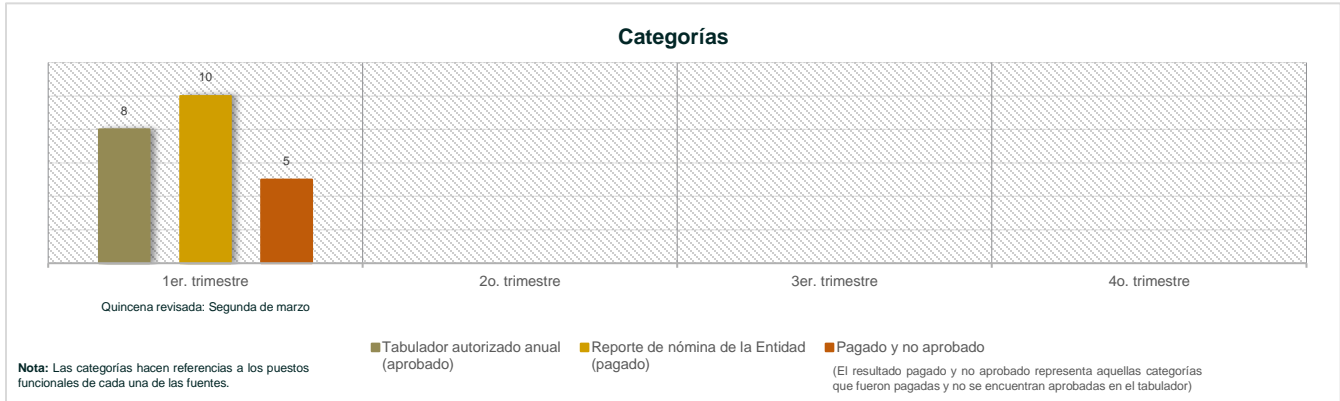 Categorías
10
8
5
1er. trimestre
2o. trimestre
3er. trimestre
4o. trimestre
Quincena revisada: Segunda de marzo
Tabulador autorizado anual
(aprobado)
Reporte de nómina de la Entidad
(pagado)
Pagado y no aprobado
(El resultado pagado y no aprobado representa aquellas categorías
que fueron pagadas y no se encuentran aprobadas en el tabulador)
Nota: Las categorías hacen referencias a los puestos
funcionales de cada una de las fuentes.